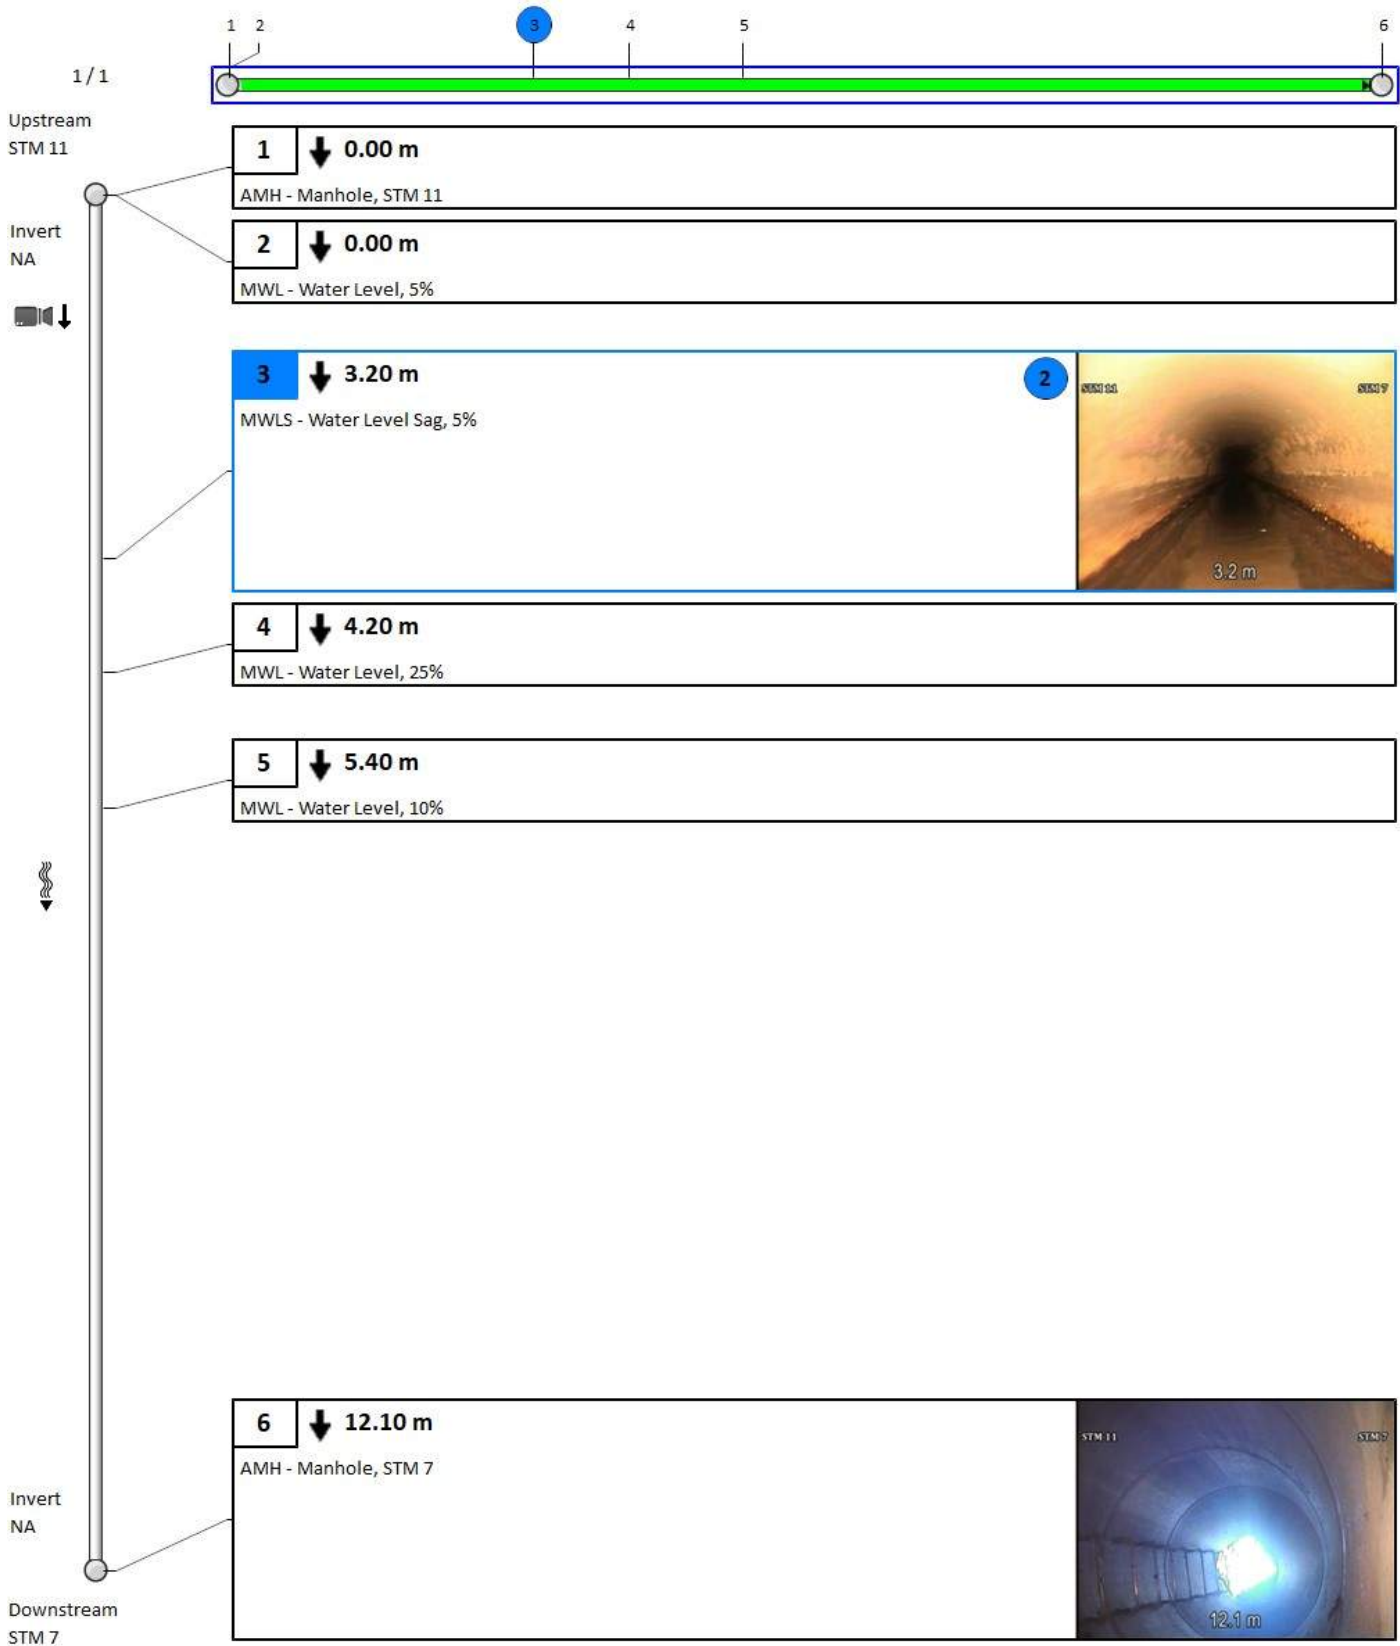 1 2 3 4 5 6
1 / 1
Upstream
STM 11
1 0.00 m
AMH - Manhole, STM 11
Invert
NA
2 0.00 m
MWL - Water Level, 5%
3 3.20 m
MWLS - Water Level Sag, 5%
2
STM 11 STM 7
3.2 m
4 4.20 m
MWL - Water Level, 25%
5 5.40 m
MWL - Water Level, 10%
6 12.10 m
AMH - Manhole, STM 7
STM 11 STM 7
12.1 m
Invert
NA
Downstream
STM 7